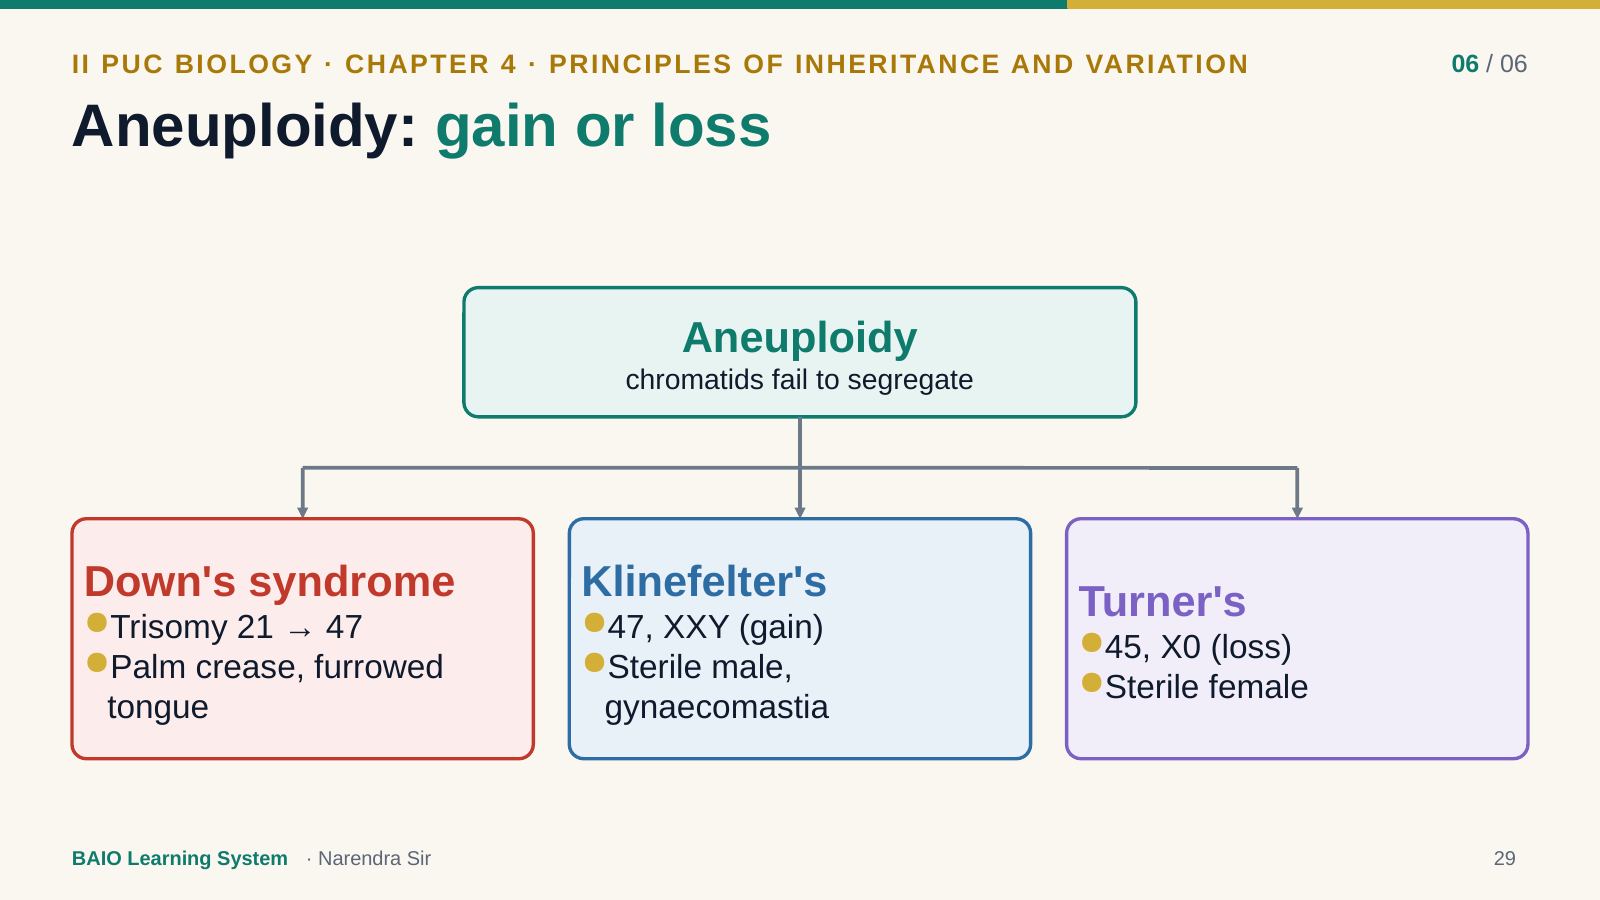 II PUC BIOLOGY · CHAPTER 4 · PRINCIPLES OF INHERITANCE AND VARIATION
06 / 06
Aneuploidy: gain or loss
Aneuploidy
chromatids fail to segregate
Down's syndrome
●Trisomy 21 → 47
●Palm crease, furrowed
tongue
Klinefelter's
●47, XXY (gain)
●Sterile male,
gynaecomastia
Turner's
●45, X0 (loss)
●Sterile female
BAIO Learning System · Narendra Sir
29